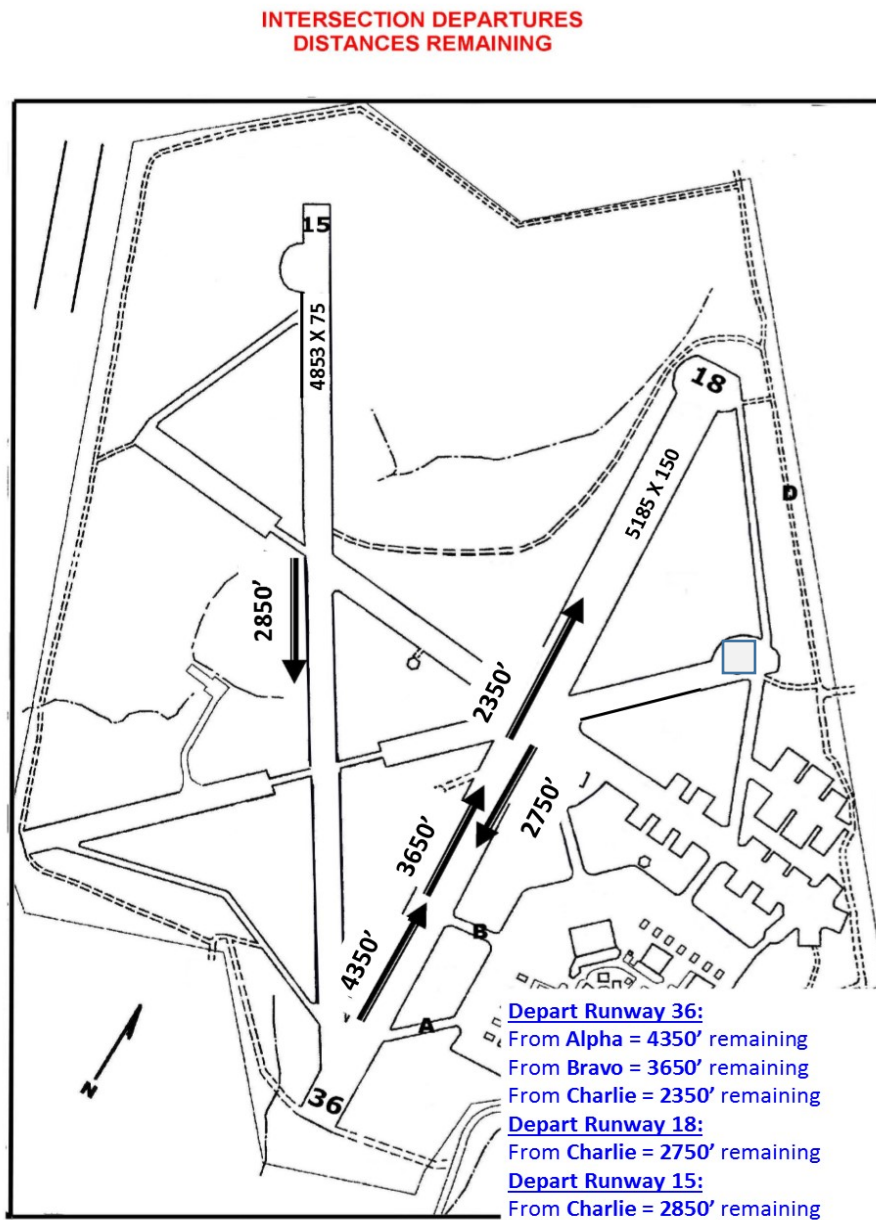 INTERSECTION DEPARTURES
DISTANCES REMAINING
15
4853 X 75
18
5185 X 150
D
2850'
2350'
2750'
3650'
4350'
B
A
36
N
Depart Runway 36:
From Alpha = 4350’ remaining
From Bravo = 3650’ remaining
From Charlie = 2350’ remaining
Depart Runway 18:
From Charlie = 2750’ remaining
Depart Runway 15:
From Charlie = 2850’ remaining